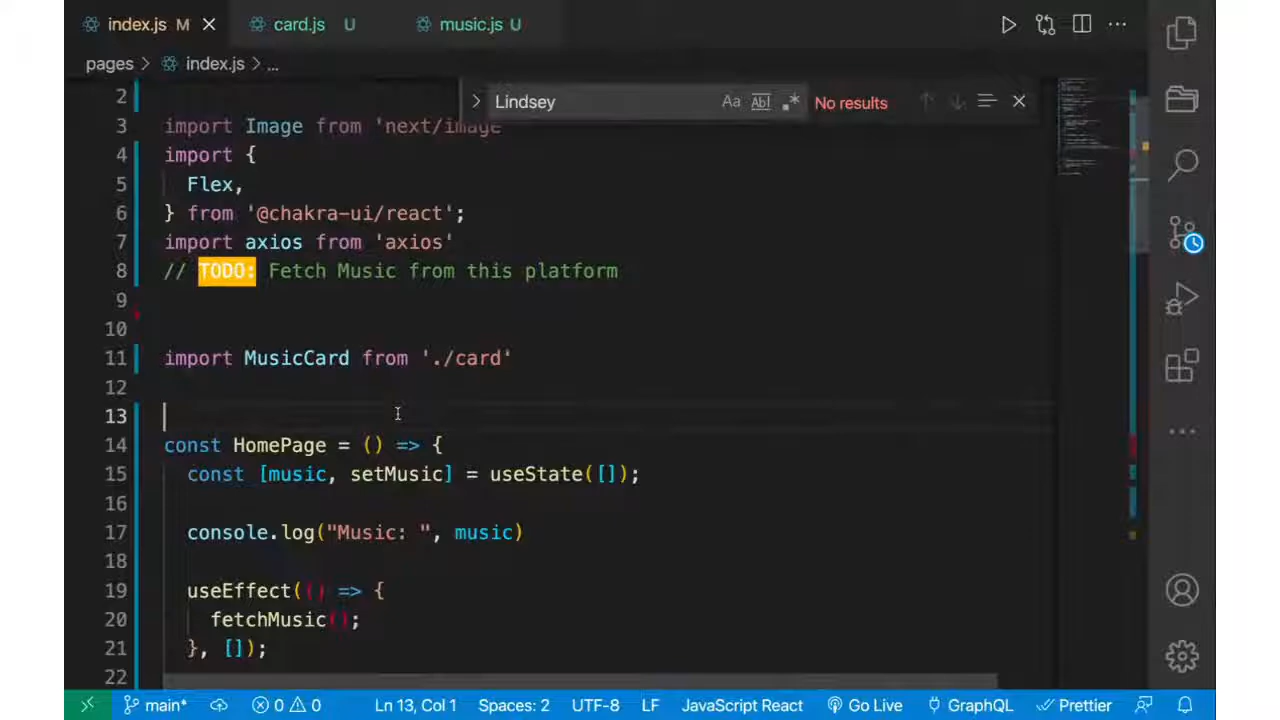 index.js M
card.js U
music.js U
pages > index.js > ...
Lindsey
Aa Abl .* No results
2
3 import Image from 'next/image
4 import {
5 Flex,
6 } from '@chakra-ui/react';
7 import axios from 'axios'
8 // TODO: Fetch Music from this platform
9
10
11 import MusicCard from './card'
12
13
14 const HomePage = () => {
15 const [music, setMusic] = useState([]);
16
17 console.log("Music: ", music)
18
19 useEffect(() => {
20 fetchMusic();
21 }, []);
22
main* 0 0 Ln 13, Col 1 Spaces: 2 UTF-8 LF JavaScript React Go Live GraphQL Prettier